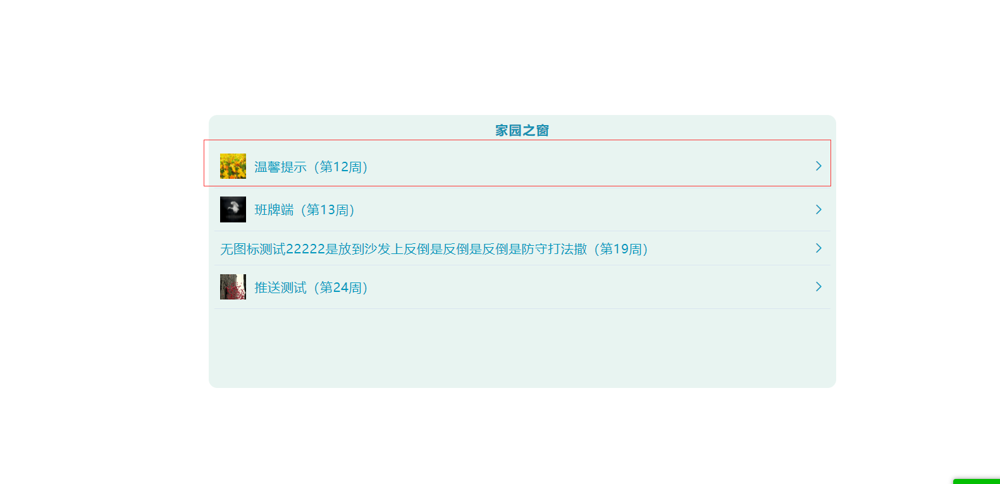 家园之窗
温馨提示（第12周）
班牌端（第13周）
无图标测试22222是放到沙发上反倒是反倒是反倒是防守打法撒（第19周）
推送测试（第24周）